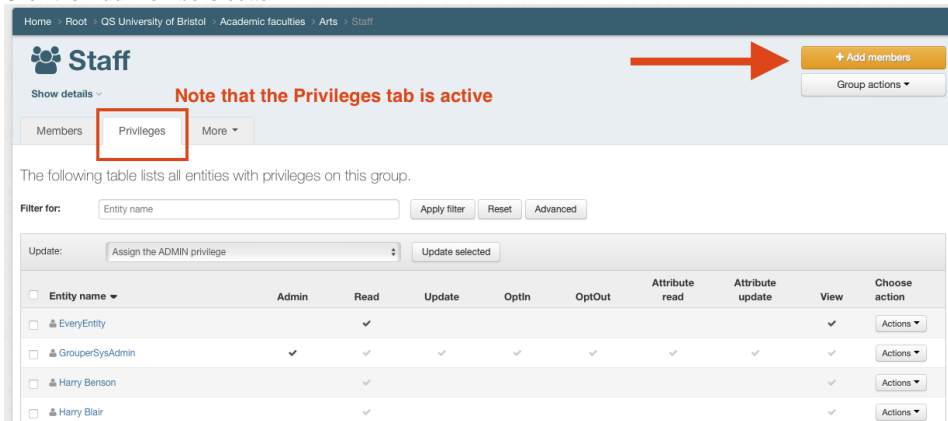 Home > Root > QS University of Bristol > Academic faculties > Arts > Staff
Staff
+ Add members
Group actions
Show details
Note that the Privileges tab is active
Members Privileges More
The following table lists all entities with privileges on this group.
Filter for: Entity name Apply filter Reset Advanced
Update: Assign the ADMIN privilege Update selected
Entity name Admin Read Update OptIn OptOut Attribute read Attribute update View Choose action
EveryEntity Actions
GrouperSysAdmin Actions
Harry Benson Actions
Harry Blair Actions